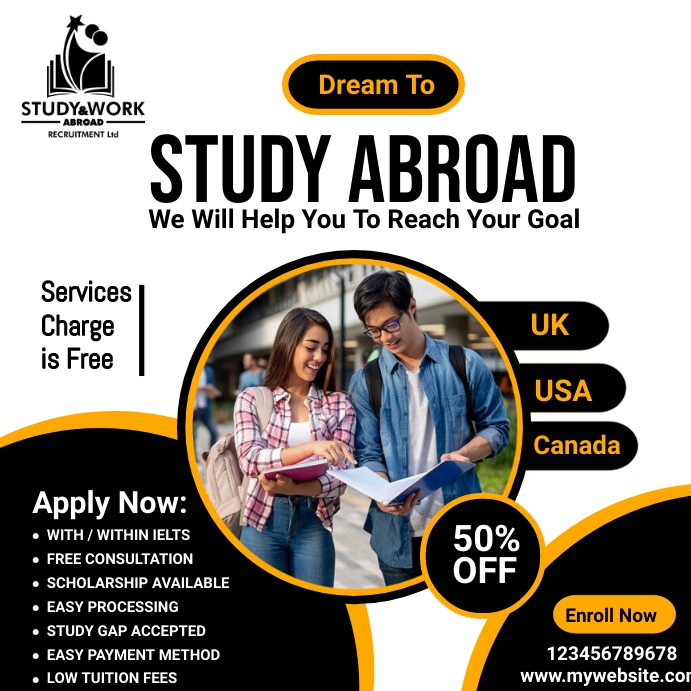 STUDY&WORK
ABROAD
RECRUITMENT Ltd
Dream To
STUDY ABROAD
We Will Help You To Reach Your Goal
Services
Charge
is Free
UK
USA
Canada
50%
OFF
Apply Now:
WITH / WITHIN IELTS
FREE CONSULTATION
SCHOLARSHIP AVAILABLE
EASY PROCESSING
STUDY GAP ACCEPTED
EASY PAYMENT METHOD
LOW TUITION FEES
Enroll Now
123456789678
www.mywebsite.com